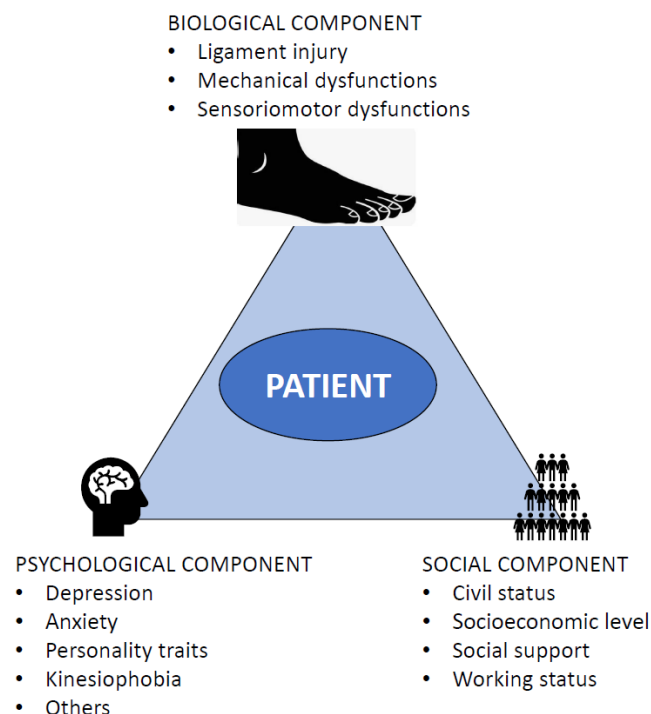 BIOLOGICAL COMPONENT
• Ligament injury
• Mechanical dysfunctions
• Sensoriomotor dysfunctions
PATIENT
PSYCHOLOGICAL COMPONENT
• Depression
• Anxiety
• Personality traits
• Kinesiophobia
• Others
SOCIAL COMPONENT
• Civil status
• Socioeconomic level
• Social support
• Working status